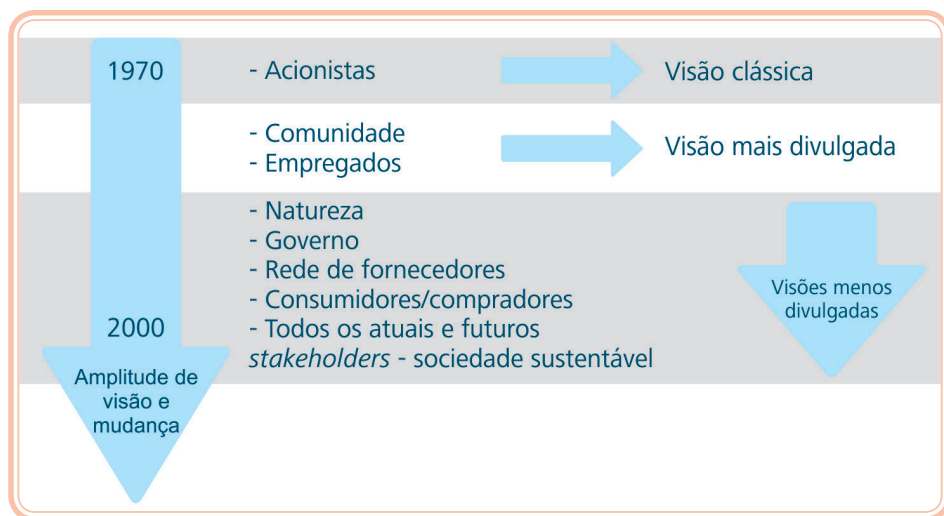 1970
- Acionistas
Visão clássica
- Comunidade
- Empregados
Visão mais divulgada
- Natureza
- Governo
- Rede de fornecedores
- Consumidores/compradores
- Todos os atuais e futuros
stakeholders - sociedade sustentável
Visões menos
divulgadas
2000
Amplitude de
visão e
mudança